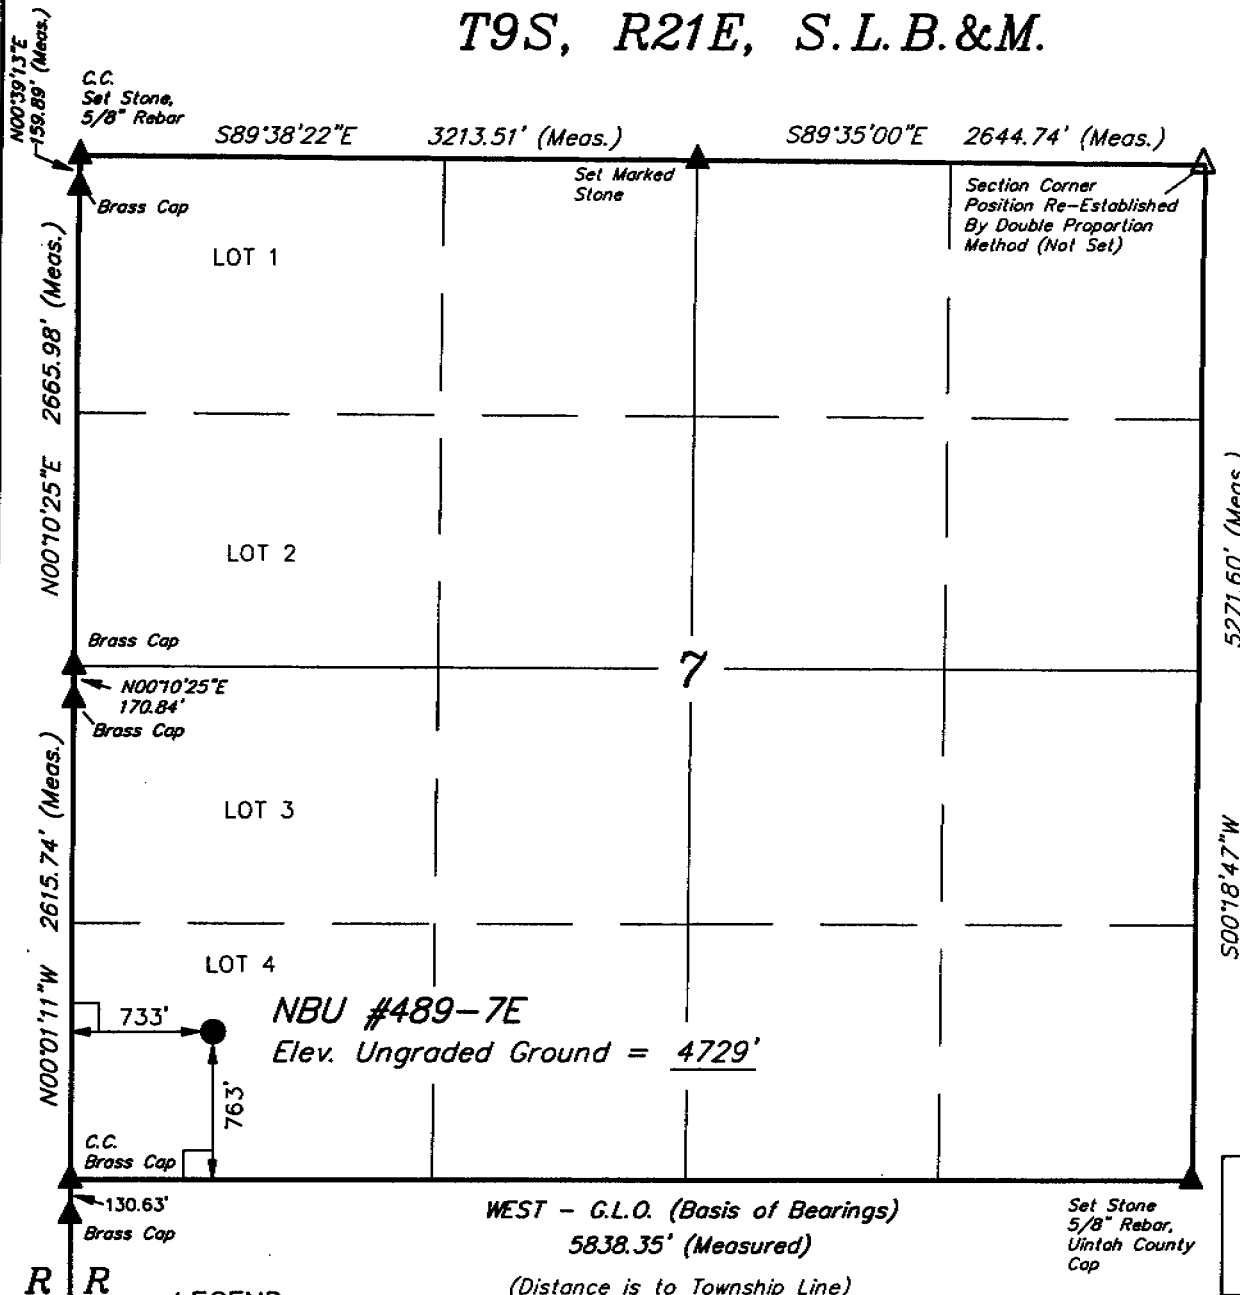 T9S, R21E, S.L.B.&M.
N00°39'13"E
159.89' (Meas.)
C.C.
Set Stone,
5/8" Rebar
S89°38'22"E 3213.51' (Meas.)
S89°35'00"E 2644.74' (Meas.)
Set Marked
Stone
Section Corner
Position Re-Established
By Double Proportion
Method (Not Set)
Brass Cap
LOT 1
N00°10'25"E 2665.98' (Meas.)
LOT 2
Brass Cap
7
N00°10'25"E
170.84'
Brass Cap
5271.60' (Meas.)
S00°18'47"W
LOT 3
N00°01'11"W 2615.74' (Meas.)
LOT 4
733'
763'
NBU #489-7E
Elev. Ungraded Ground = 4729'
C.C.
Brass Cap
130.63'
Brass Cap
WEST - G.L.O. (Basis of Bearings)
5838.35' (Measured)
(Distance is to Township Line)
Set Stone
5/8" Rebar,
Uintah County
Cap
R R
LEGEND